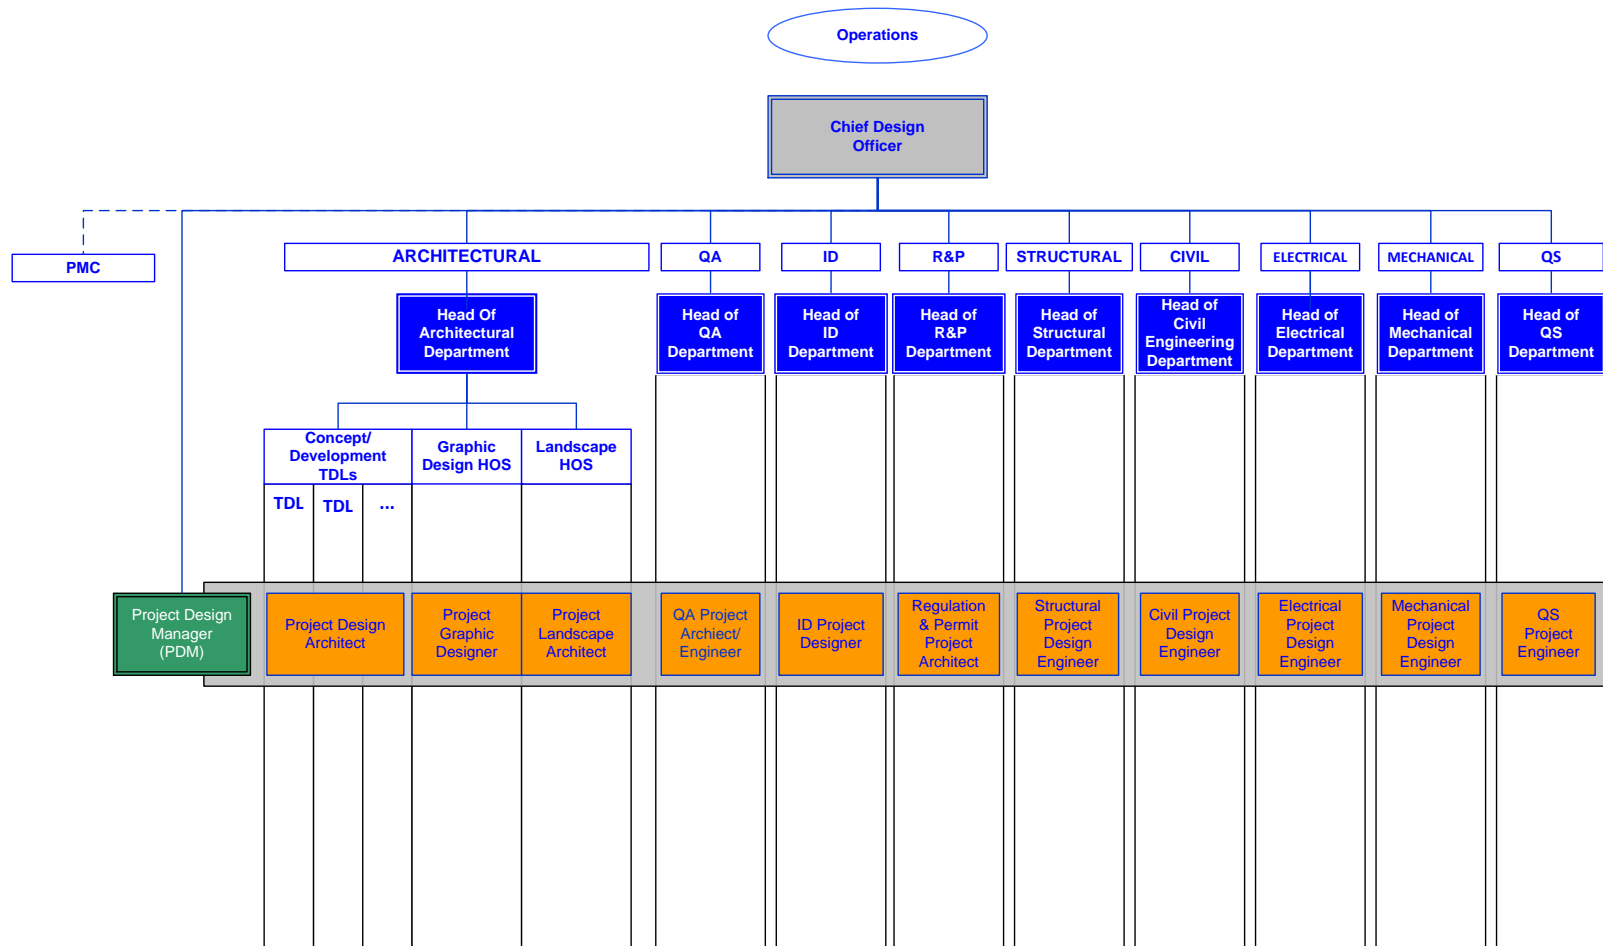 Operations
Chief Design
Officer
PMC
ARCHITECTURAL
QA
ID
R&P
STRUCTURAL
CIVIL
ELECTRICAL
MECHANICAL
QS
Head Of
Architectural
Department
Head of
QA
Department
Head of
ID
Department
Head of
R&P
Department
Head of
Structural
Department
Head of
Civil
Engineering
Department
Head of
Electrical
Department
Head of
Mechanical
Department
Head of
QS
Department
Concept/
Development
TDLs
Graphic
Design HOS
Landscape
HOS
TDL
TDL
...
Project Design
Manager
(PDM)
Project Design
Architect
Project
Graphic
Designer
Project
Landscape
Architect
QA Project
Archiect/
Engineer
ID Project
Designer
Regulation
& Permit
Project
Architect
Structural
Project
Design
Engineer
Civil Project
Design
Engineer
Electrical
Project
Design
Engineer
Mechanical
Project
Design
Engineer
QS
Project
Engineer